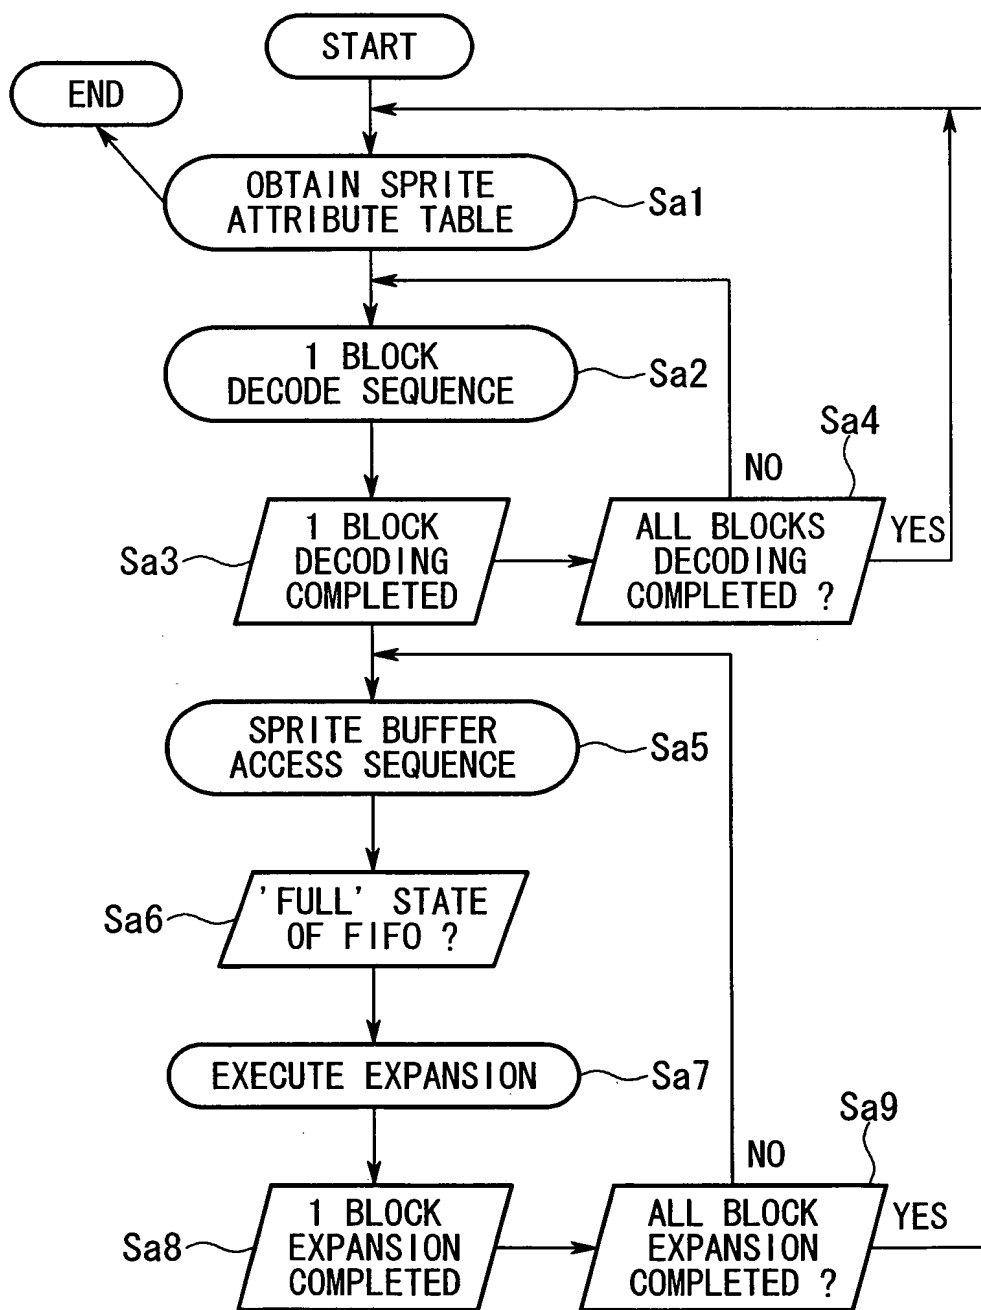 START
END
OBTAIN SPRITE
ATTRIBUTE TABLE
Sa1
1 BLOCK
DECODE SEQUENCE
Sa2
Sa4
NO
1 BLOCK
DECODING
COMPLETED
Sa3
ALL BLOCKS
DECODING
COMPLETED ?
YES
SPRITE BUFFER
ACCESS SEQUENCE
Sa5
'FULL' STATE
OF FIFO ?
Sa6
EXECUTE EXPANSION
Sa7
Sa9
NO
1 BLOCK
EXPANSION
COMPLETED
Sa8
ALL BLOCK
EXPANSION
COMPLETED ?
YES